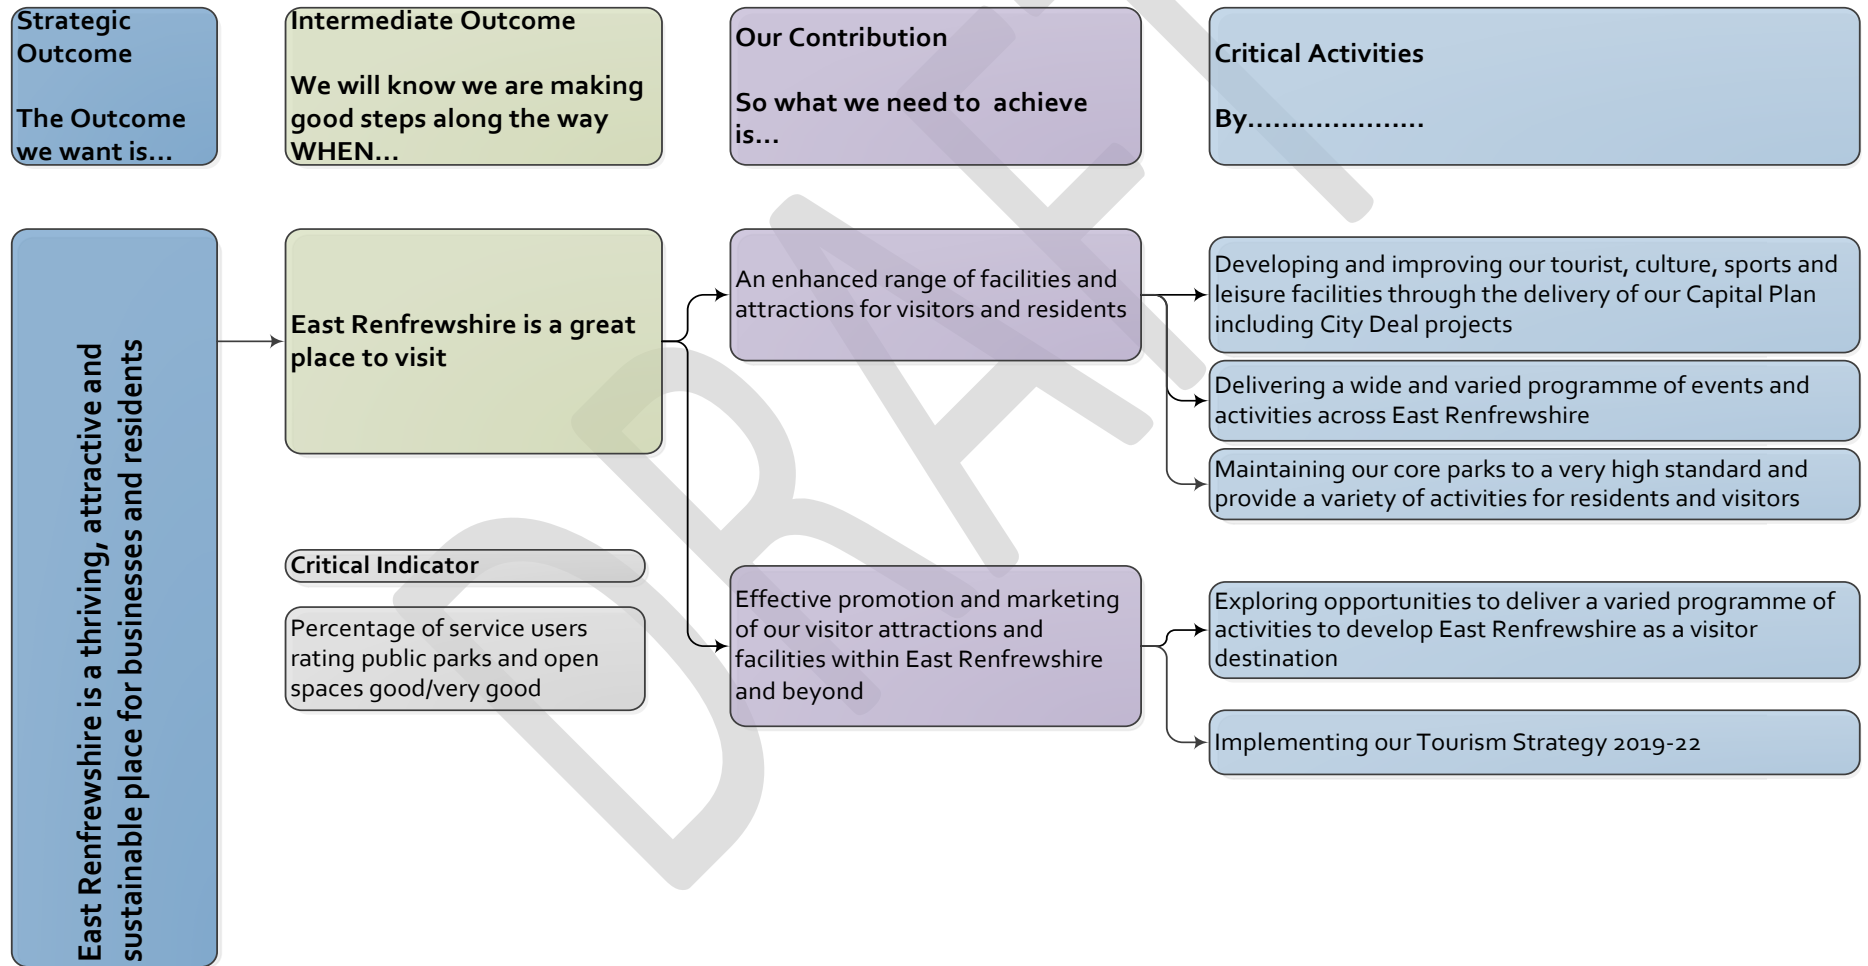 Strategic
Outcome
The Outcome
we want is...
Intermediate Outcome
We will know we are making
good steps along the way
WHEN...
Our Contribution
So what we need to achieve
is...
Critical Activities
By.....................
East Renfrewshire is a thriving, attractive and
sustainable place for businesses and residents
East Renfrewshire is a great
place to visit
Critical Indicator
Percentage of service users
rating public parks and open
spaces good/very good
An enhanced range of facilities and
attractions for visitors and residents
Effective promotion and marketing
of our visitor attractions and
facilities within East Renfrewshire
and beyond
Developing and improving our tourist, culture, sports and
leisure facilities through the delivery of our Capital Plan
including City Deal projects
Delivering a wide and varied programme of events and
activities across East Renfrewshire
Maintaining our core parks to a very high standard and
provide a variety of activities for residents and visitors
Exploring opportunities to deliver a varied programme of
activities to develop East Renfrewshire as a visitor
destination
Implementing our Tourism Strategy 2019-22
DRAFT